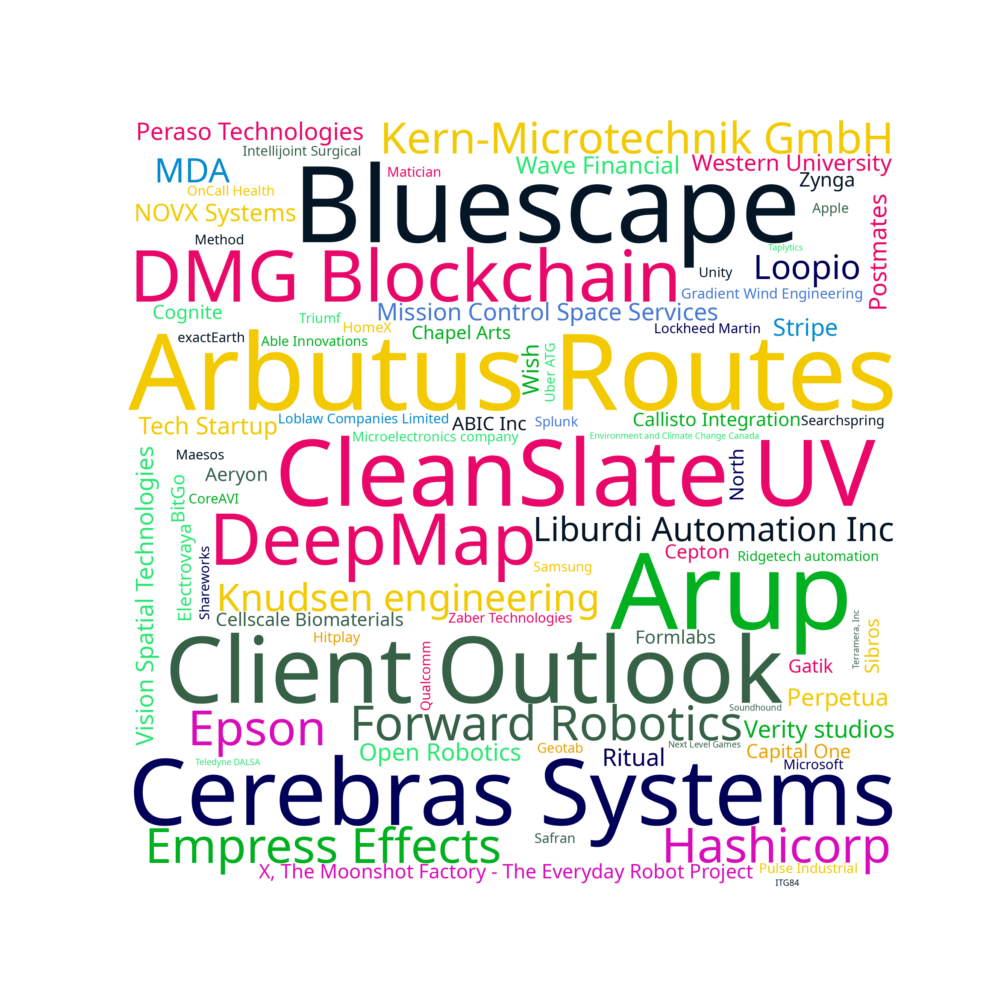 Peraso Technologies
Kern-Microtechnik GmbH
Intellijoint Surgical
MDA
Matician
Wave Financial
Western University
OnCall Health
Bluescape
Zynga
NOVX Systems
Apple
Postmates
Method
Taplytics
DMG Blockchain
Unity
Loopio
Gradient Wind Engineering
Cognite
Triumf
Mission Control Space Services
HomeX
Chapel Arts
Lockheed Martin
Stripe
exactEarth
Able Innovations
Arbutus Routes
Wish
Uber ATG
Tech Startup
Loblaw Companies Limited
ABIC Inc
Splunk
Callisto Integration
Searchspring
Microelectronics company
Environment and Climate Change Canada
Vision Spatial Technologies
Maesos
Aeryon
CleanSlate UV
North
BitGo
CoreAVI
DeepMap
Liburdi Automation Inc
Electrovaya
Shareworks
Cepton
Ridgetech automation
Samsung
Arup
Knudsen engineering
Cellscale Biomaterials
Zaber Technologies
Terramera, Inc
Sibros
Hitplay
Formlabs
Client Outlook
Qualcomm
Gatik
Perpetua
Soundhound
Epson
Forward Robotics
Verity studios
Open Robotics
Geotab
Ritual
Next Level Games
Capital One
Teledyne DALSA
Microsoft
Cerebras Systems
Empress Effects
Safran
Hashicorp
X, The Moonshot Factory - The Everyday Robot Project
Pulse Industrial
ITG84